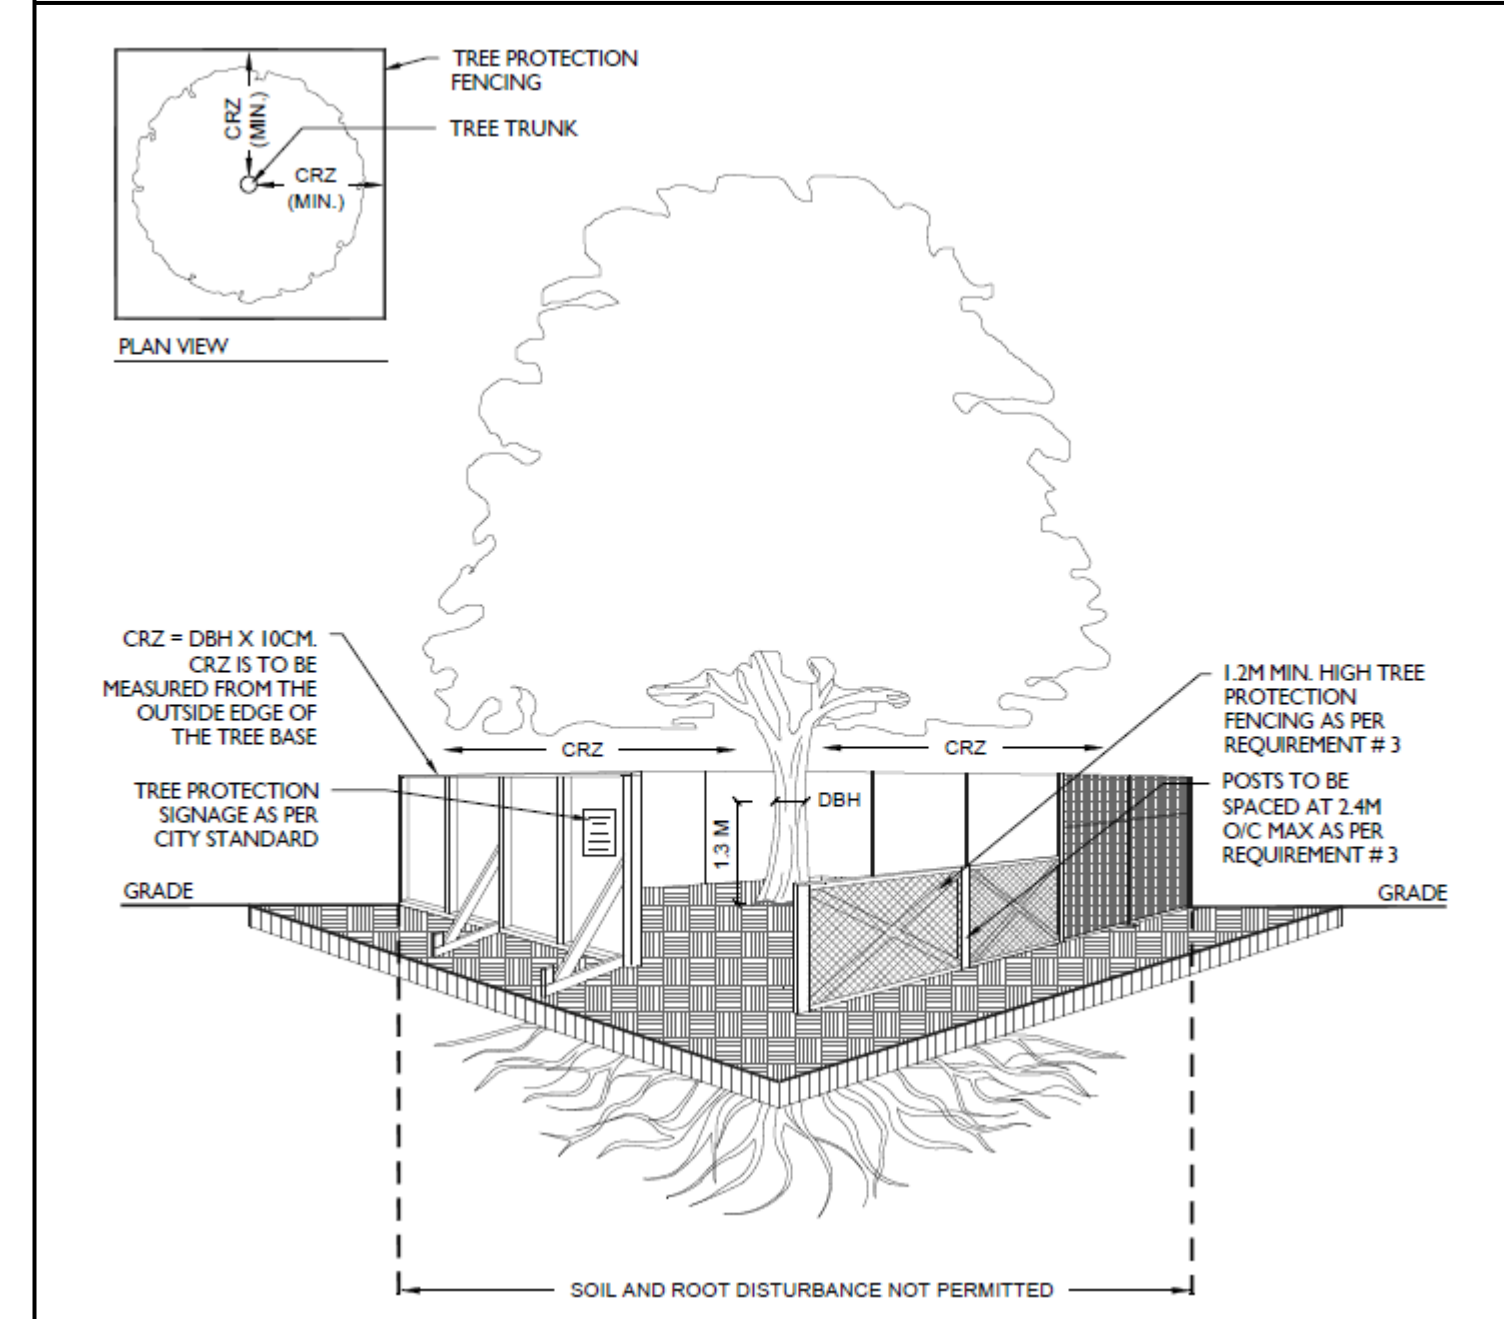 TREE PROTECTION
FENCING
TREE TRUNK
CRZ
(MIN.)
CRZ
(MIN.)
PLAN VIEW
CRZ = DBH X 10CM.
CRZ IS TO BE
MEASURED FROM THE
OUTSIDE EDGE OF
THE TREE BASE
TREE PROTECTION
SIGNAGE AS PER
CITY STANDARD
GRADE
CRZ
CRZ
DBH
1.3 M
1.2M MIN. HIGH TREE
PROTECTION
FENCING AS PER
REQUIREMENT # 3
POSTS TO BE
SPACED AT 2.4M
O/C MAX AS PER
REQUIREMENT # 3
GRADE
SOIL AND ROOT DISTURBANCE NOT PERMITTED